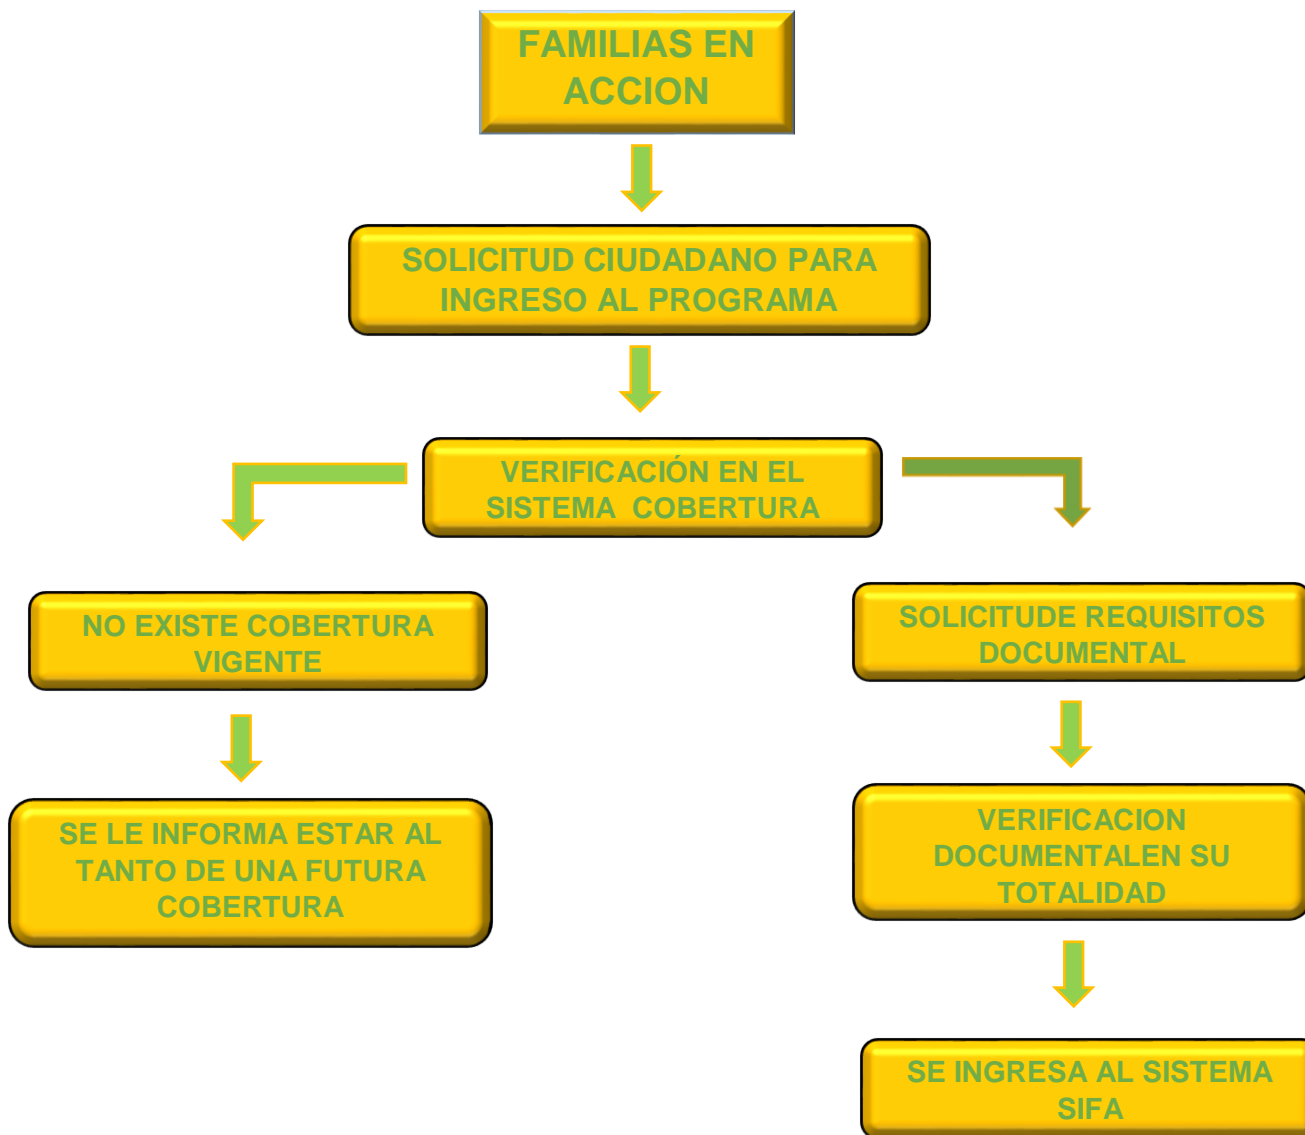 FAMILIAS EN
ACCION
SOLICITUD CIUDADANO PARA
INGRESO AL PROGRAMA
VERIFICACIÓN EN EL
SISTEMA  COBERTURA
NO EXISTE COBERTURA
VIGENTE
SOLICITUDE REQUISITOS
DOCUMENTAL
SE LE INFORMA ESTAR AL
TANTO DE UNA FUTURA
COBERTURA
VERIFICACION
DOCUMENTALEN SU
TOTALIDAD
SE INGRESA AL SISTEMA
SIFA